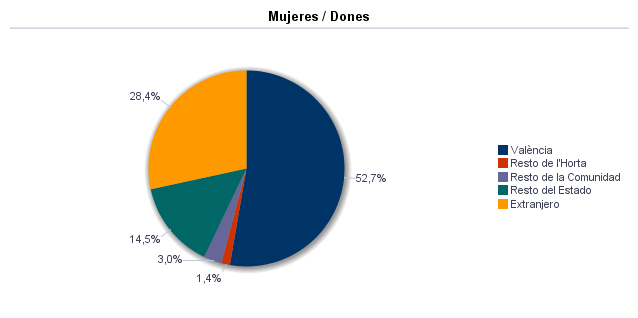 Mujeres / Dones
28,4%
52,7%
14,5%
3,0%
1,4%
València
Resto de l'Horta
Resto de la Comunidad
Resto del Estado
Extranjero